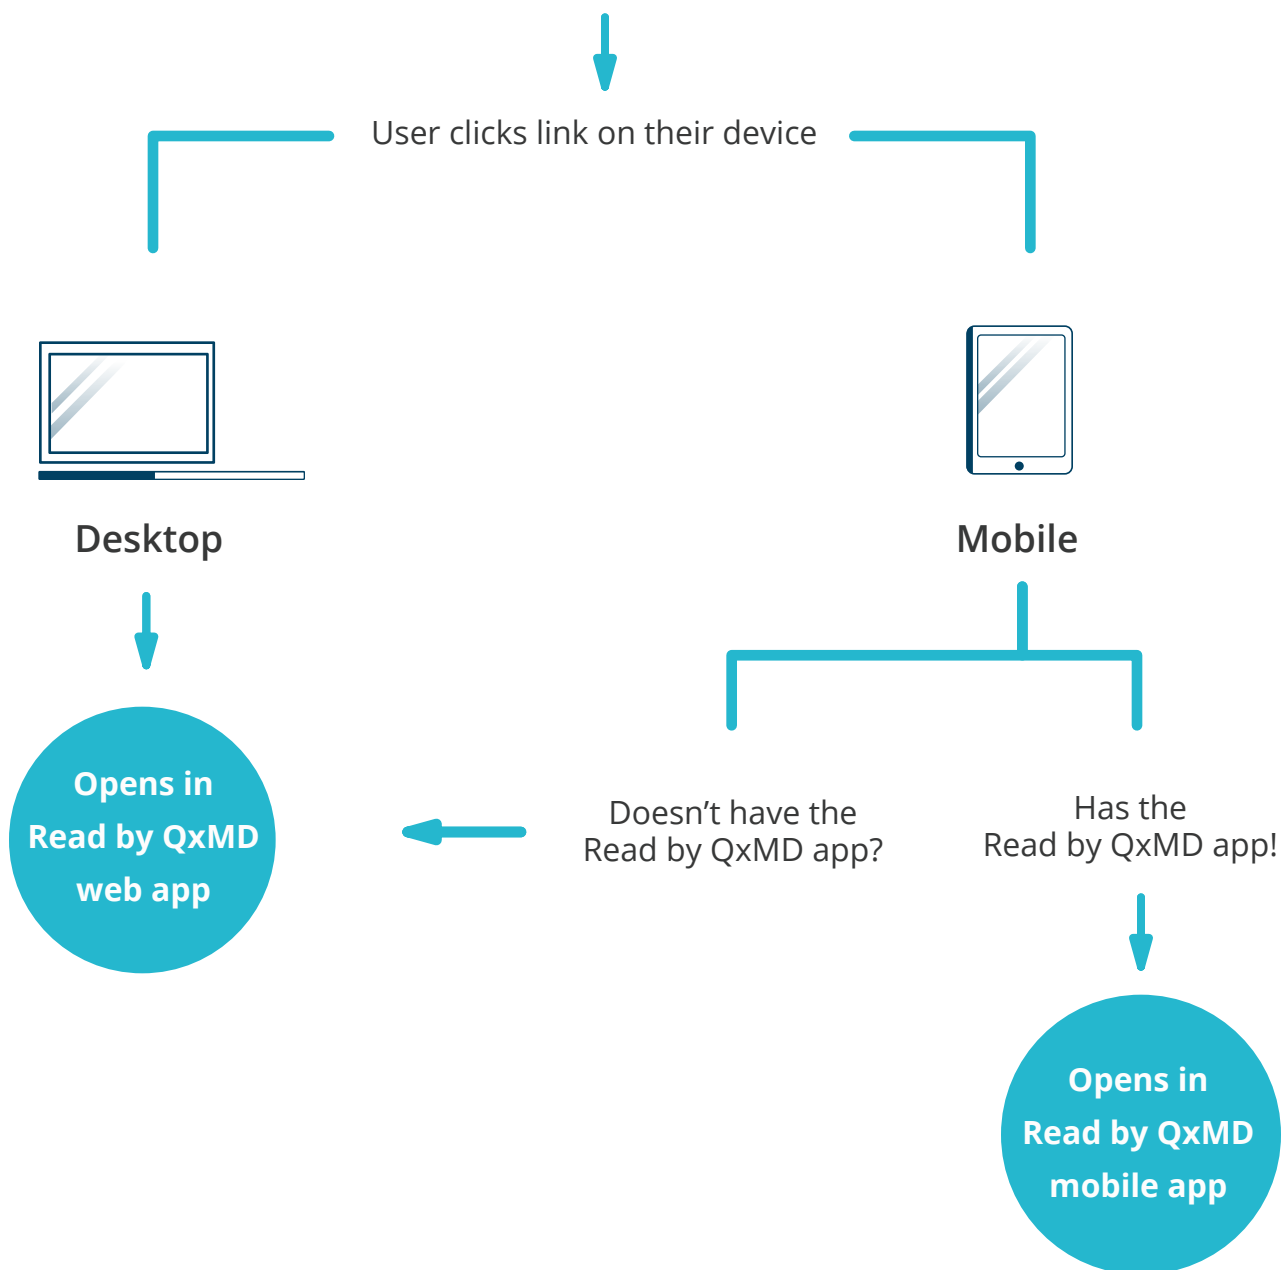 User clicks link on their device
Desktop
Mobile
Opens in
Read by QxMD
web app
Doesn’t have the
Read by QxMD app?
Has the
Read by QxMD app!
Opens in
Read by QxMD
mobile app